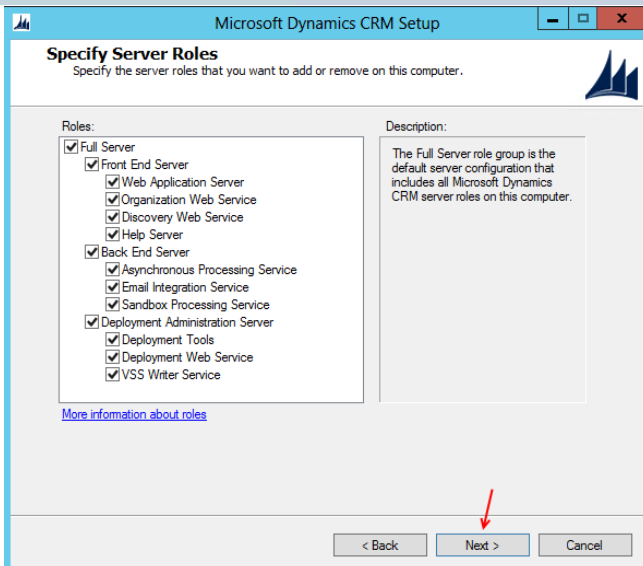 Microsoft Dynamics CRM Setup
Specify Server Roles
Specify the server roles that you want to add or remove on this computer.
Roles:
Full Server
Front End Server
Web Application Server
Organization Web Service
Discovery Web Service
Help Server
Back End Server
Asynchronous Processing Service
Email Integration Service
Sandbox Processing Service
Deployment Administration Server
Deployment Tools
Deployment Web Service
VSS Writer Service
More information about roles
Description:
The Full Server role group is the
default server configuration that
includes all Microsoft Dynamics
CRM server roles on this computer.
< Back
Next >
Cancel